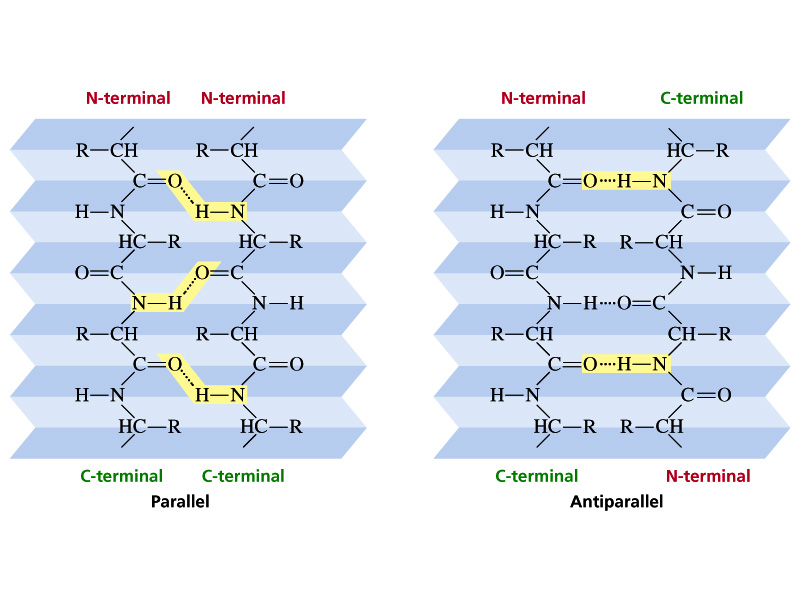 N-terminal N-terminal N-terminal C-terminal
R—CH R—CH R—CH HC—R
C=O C=O C=O····H—N
H—N H—N H—N C=O
HC—R HC—R HC—R R—CH
O=C O=C O=C N—H
N—H N—H N—H····O=C
R—CH R—CH R—CH CH—R
C=O C=O C=O····H—N
H—N H—N H—N C=O
HC—R HC—R HC—R R—CH
C-terminal C-terminal C-terminal N-terminal
Parallel Antiparallel